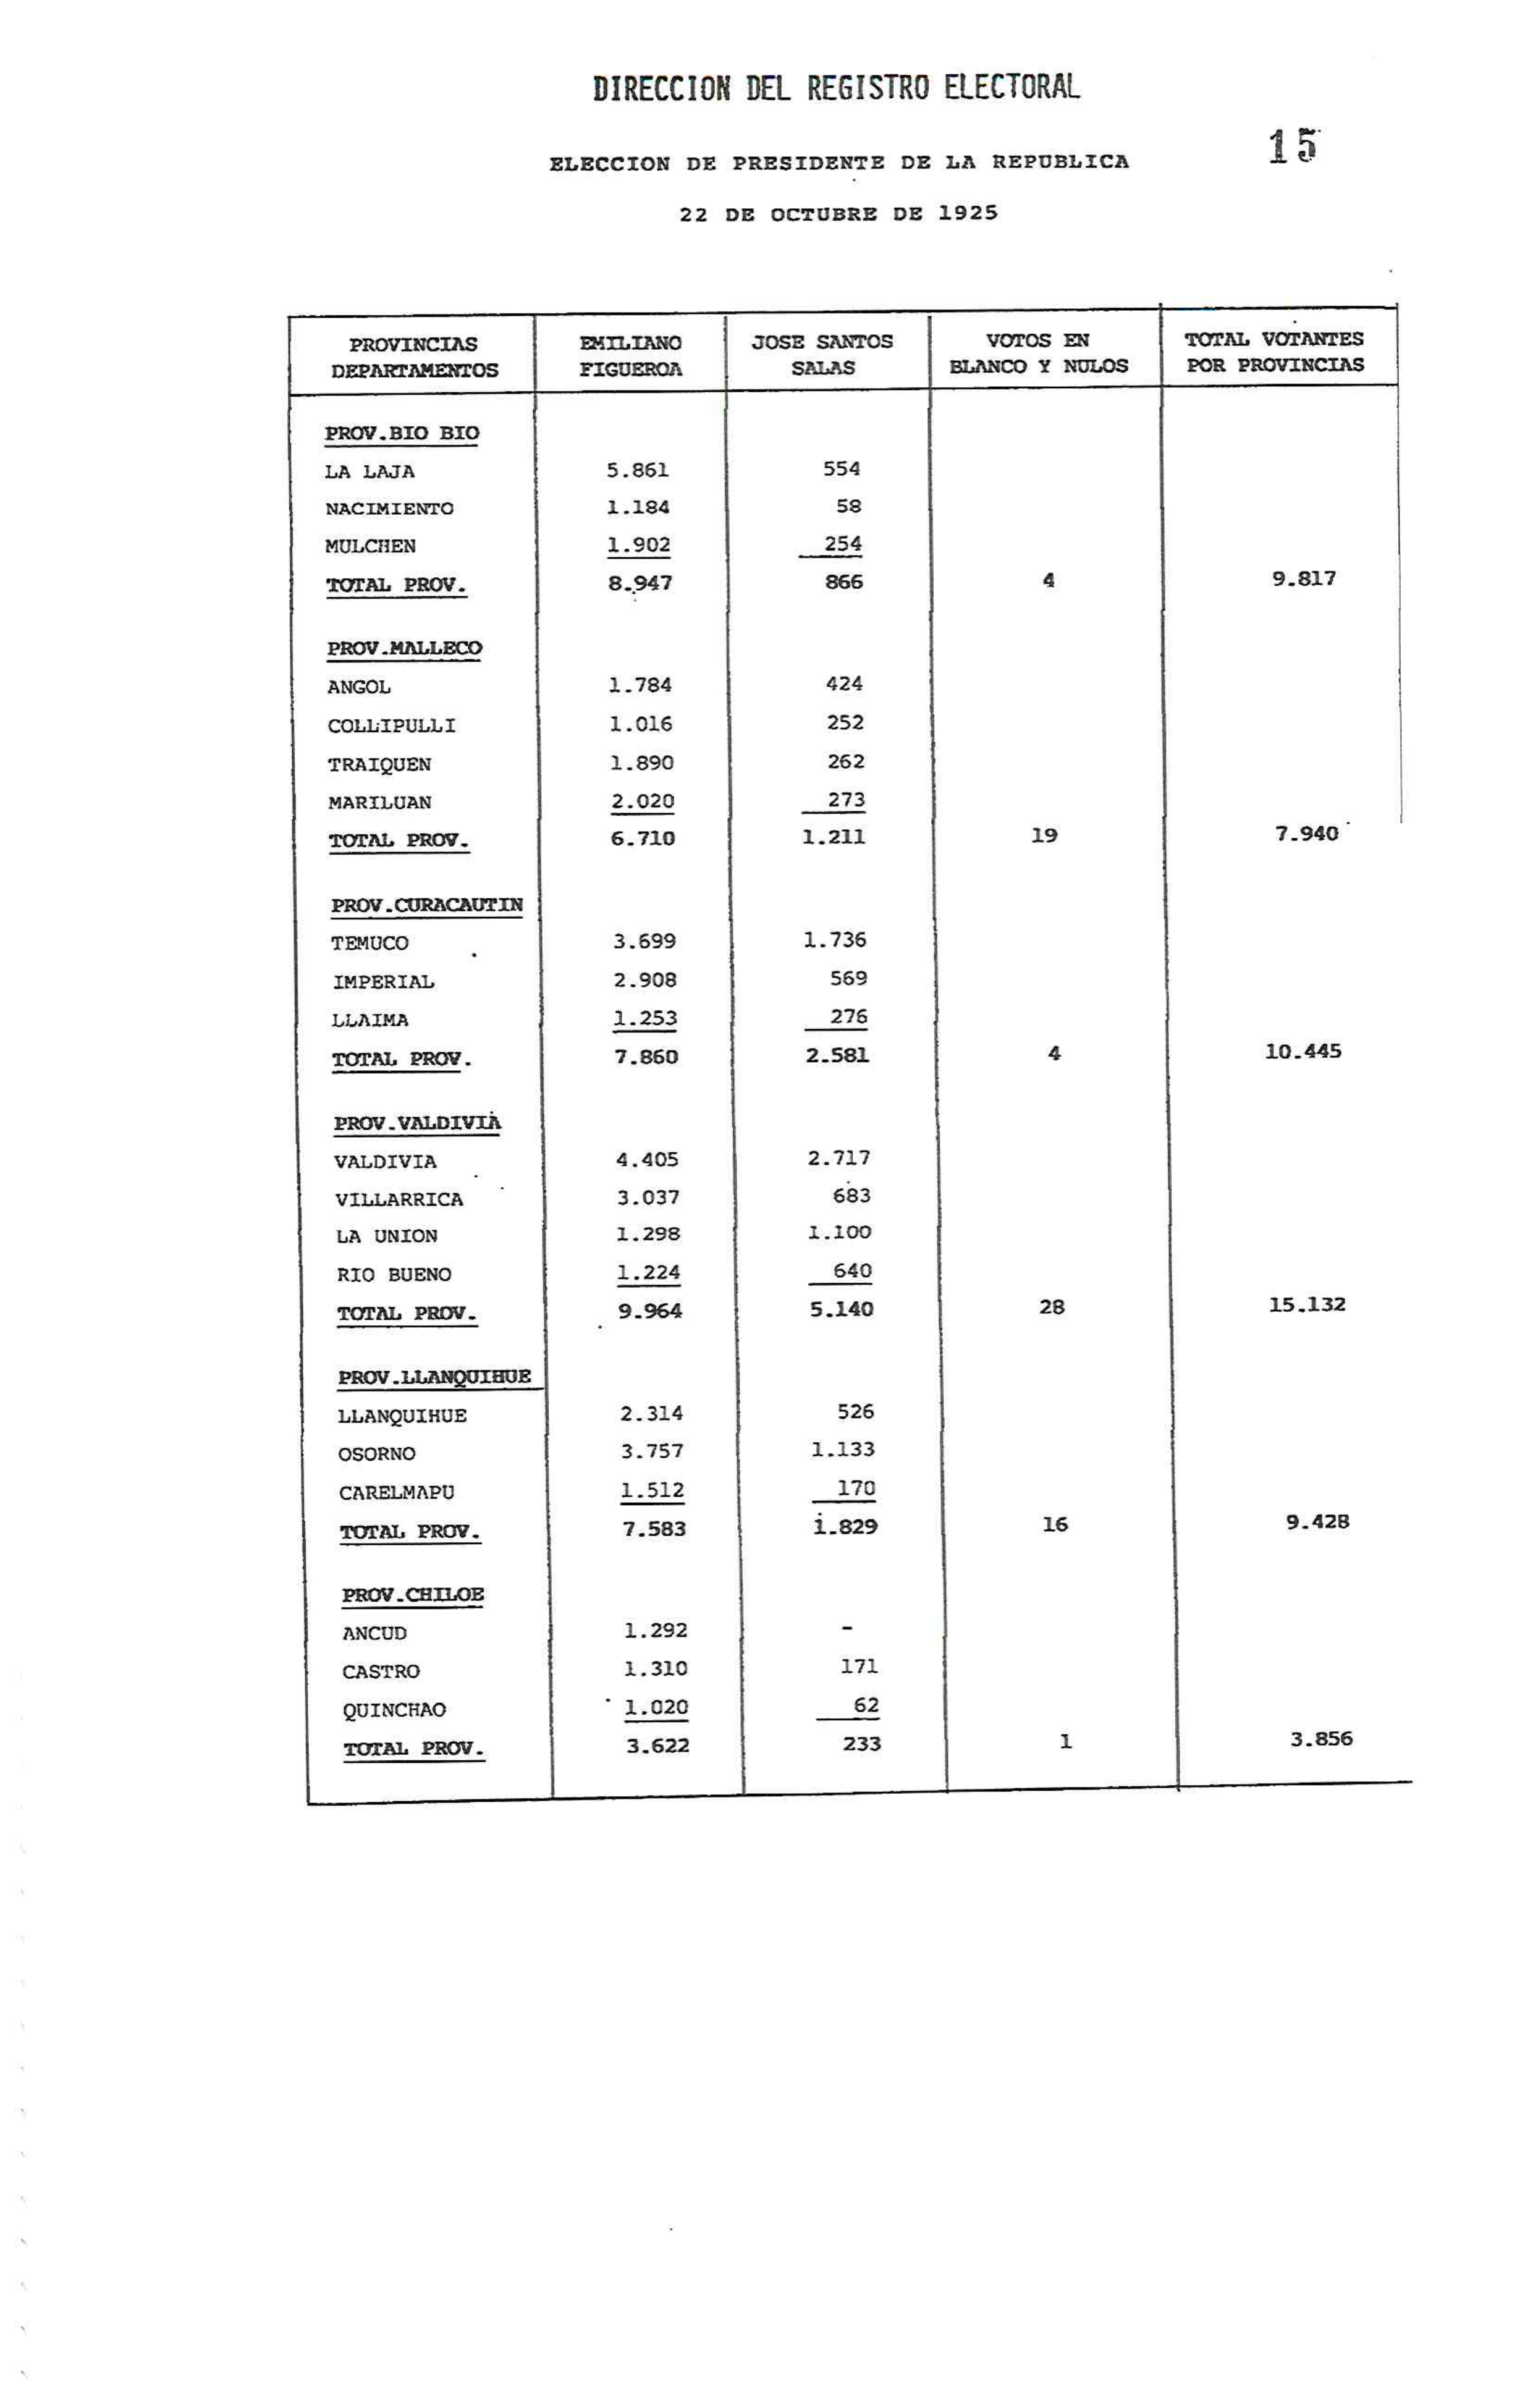 DIRECCION DEL REGISTRO ELECTORAL
15
ELECCION DE PRESIDENTE DE LA REPUBLICA
22 DE OCTUBRE DE 1925
PROVINCIAS DEPARTAMENTOS EMILIANO FIGUEROA JOSE SANTOS SALAS VOTOS EN BLANCO Y NULOS TOTAL VOTANTES POR PROVINCIAS
PROV.BIO BIO
LA LAJA 5.861 554
NACIMIENTO 1.184 58
MULCHEN 1.902 254
TOTAL PROV. 8.947 866 4 9.817
PROV.MALLECO
ANGOL 1.784 424
COLLIPULLI 1.016 252
TRAIQUEN 1.890 262
MARILUAN 2.020 273
TOTAL PROV. 6.710 1.211 19 7.940
PROV.CURACAUTIN
TEMUCO 3.699 1.736
IMPERIAL 2.908 569
LLAIMA 1.253 276
TOTAL PROV. 7.860 2.581 4 10.445
PROV.VALDIVIA
VALDIVIA 4.405 2.717
VILLARRICA 3.037 683
LA UNION 1.298 1.100
RIO BUENO 1.224 640
TOTAL PROV. 9.964 5.140 28 15.132
PROV.LLANQUIHUE
LLANQUIHUE 2.314 526
OSORNO 3.757 1.133
CARELMAPU 1.512 170
TOTAL PROV. 7.583 1.829 16 9.428
PROV.CHILOE
ANCUD 1.292 -
CASTRO 1.310 171
QUINCHAO 1.020 62
TOTAL PROV. 3.622 233 1 3.856